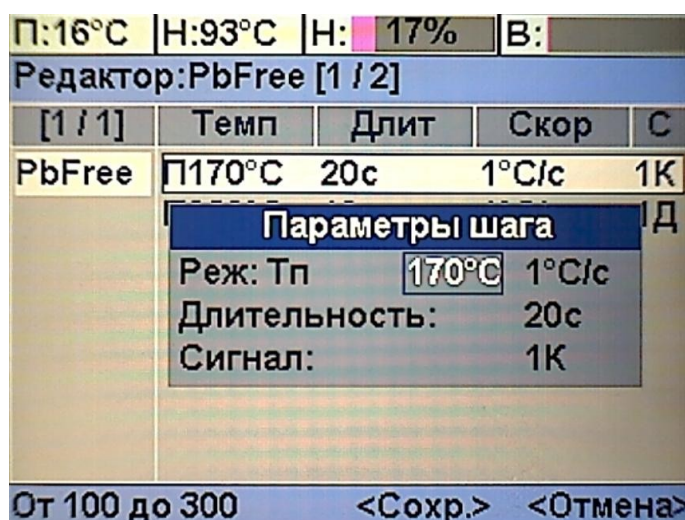 П:16°C Н:93°C Н: 17% В:
Редактор:PbFree [1 / 2]
[1 / 1] Темп Длит Скор С
PbFree П170°C 20с 1°C/с 1К
1Д
Параметры шага
Реж: Тп 170°C 1°C/с
Длительность: 20с
Сигнал: 1К
От 100 до 300 <Сохр.> <Отмена>